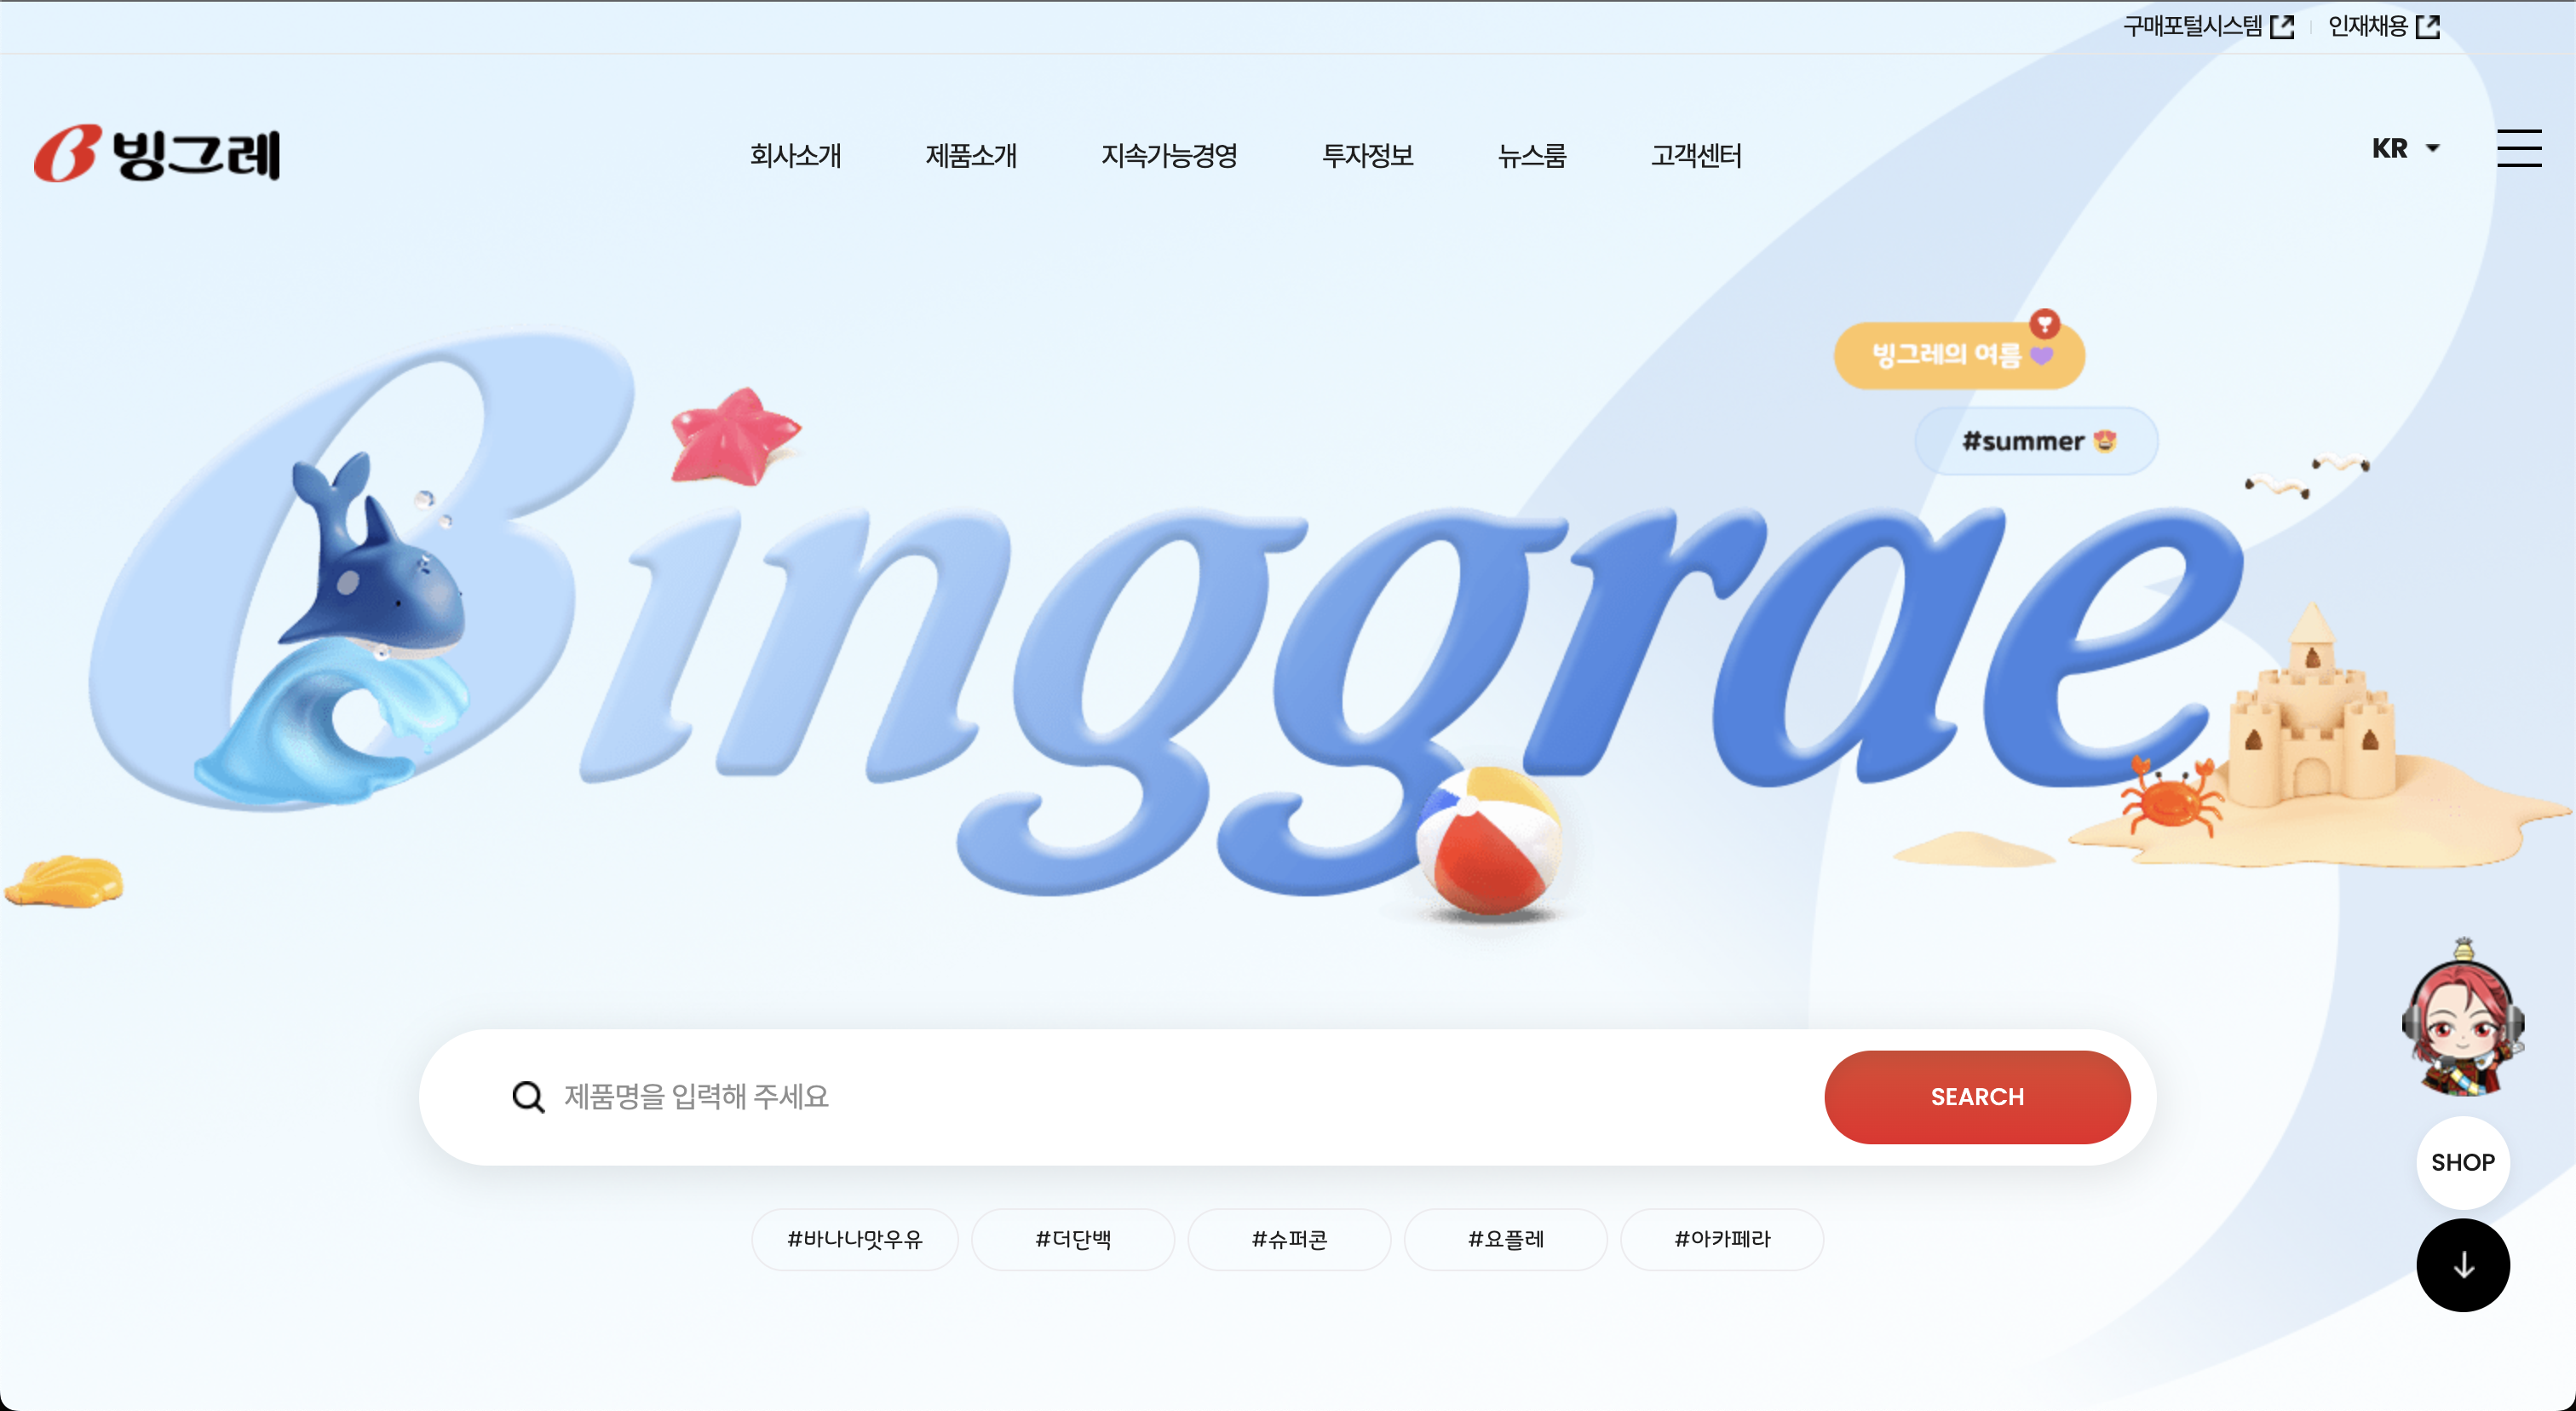 구매포털시스템
인재채용
빙그레
회사소개
제품소개
지속가능경영
투자정보
뉴스룸
고객센터
KR
빙그레의 여름 💜
#summer 😍
Binggrae
제품명을 입력해 주세요
SEARCH
SHOP
#바나나맛우유
#더단백
#슈퍼콘
#요플레
#아카페라